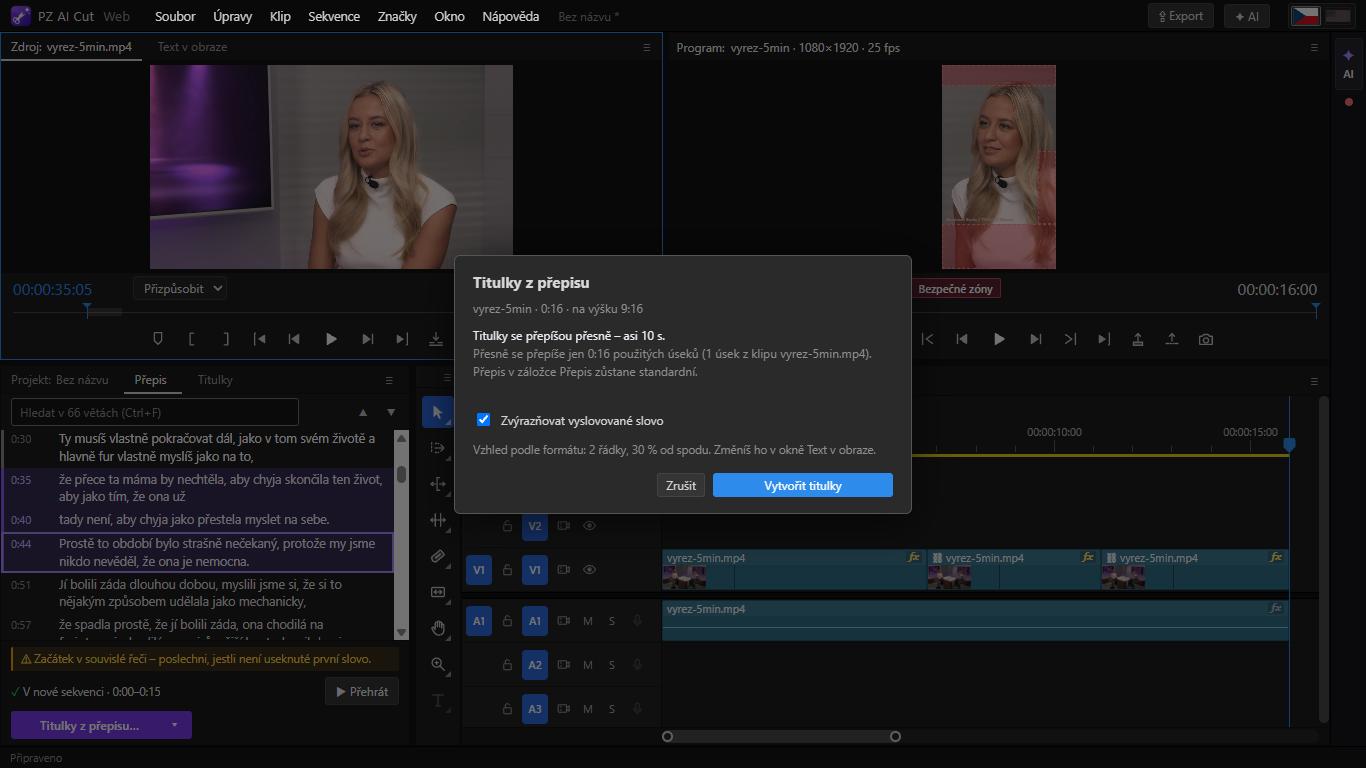 PZ AI Cut Web Soubor Úpravy Klip Sekvence Značky Okno Nápověda Bez názvu * Export AI
Zdroj: vyrez-5min.mp4 Text v obraze
Program: vyrez-5min · 1080×1920 · 25 fps
AI
00:00:35:05 Přizpůsobit
Bezpečné zóny 00:00:16:00
Titulky z přepisu
vyrez-5min · 0:16 · na výšku 9:16
Titulky se přepíšou přesně – asi 10 s.
Přesně se přepíše jen 0:16 použitých úseků (1 úsek z klipu vyrez-5min.mp4).
Přepis v záložce Přepis zůstane standardní.
Zvýrazňovat vyslovované slovo
Vzhled podle formátu: 2 řádky, 30 % od spodu. Změníš ho v okně Text v obraze.
Zrušit Vytvořit titulky
Projekt: Bez názvu Přepis Titulky
Hledat v 66 větách (Ctrl+F)
0:30 Ty musíš vlastně pokračovat dál, jako v tom svém životě a
hlavně fur vlastně myslíš jako na to,
0:35 že přece ta máma by nechtěla, aby chyja skončila ten život,
aby jako tím, že ona už
0:40 tady není, aby chyja jako přestela myslet na sebe.
0:44 Prostě to období bylo strašně nečekaný, protože my jsme
nikdo nevěděl, že ona je nemocna.
0:51 Jí bolili záda dlouhou dobou, myslili jsme si, že si to
nějakým způsobem udělala jako mechanicky,
0:57 že spadla prostě, že jí bolili záda, ona chodilá na
⚠ Začátek v souvislé řeči – poslechni, jestli není useknuté první slovo.
✓ V nové sekvenci · 0:00–0:15 Přehrát
Titulky z přepisu...
Připraveno
00:00:10:00 00:00:15:00
V2
V1 V1
vyrez-5min.mp4 fx vyrez-5min.mp4 fx vyrez-5min.mp4 fx
A1 A1 M S
vyrez-5min.mp4 fx
A2 M S
A3 M S